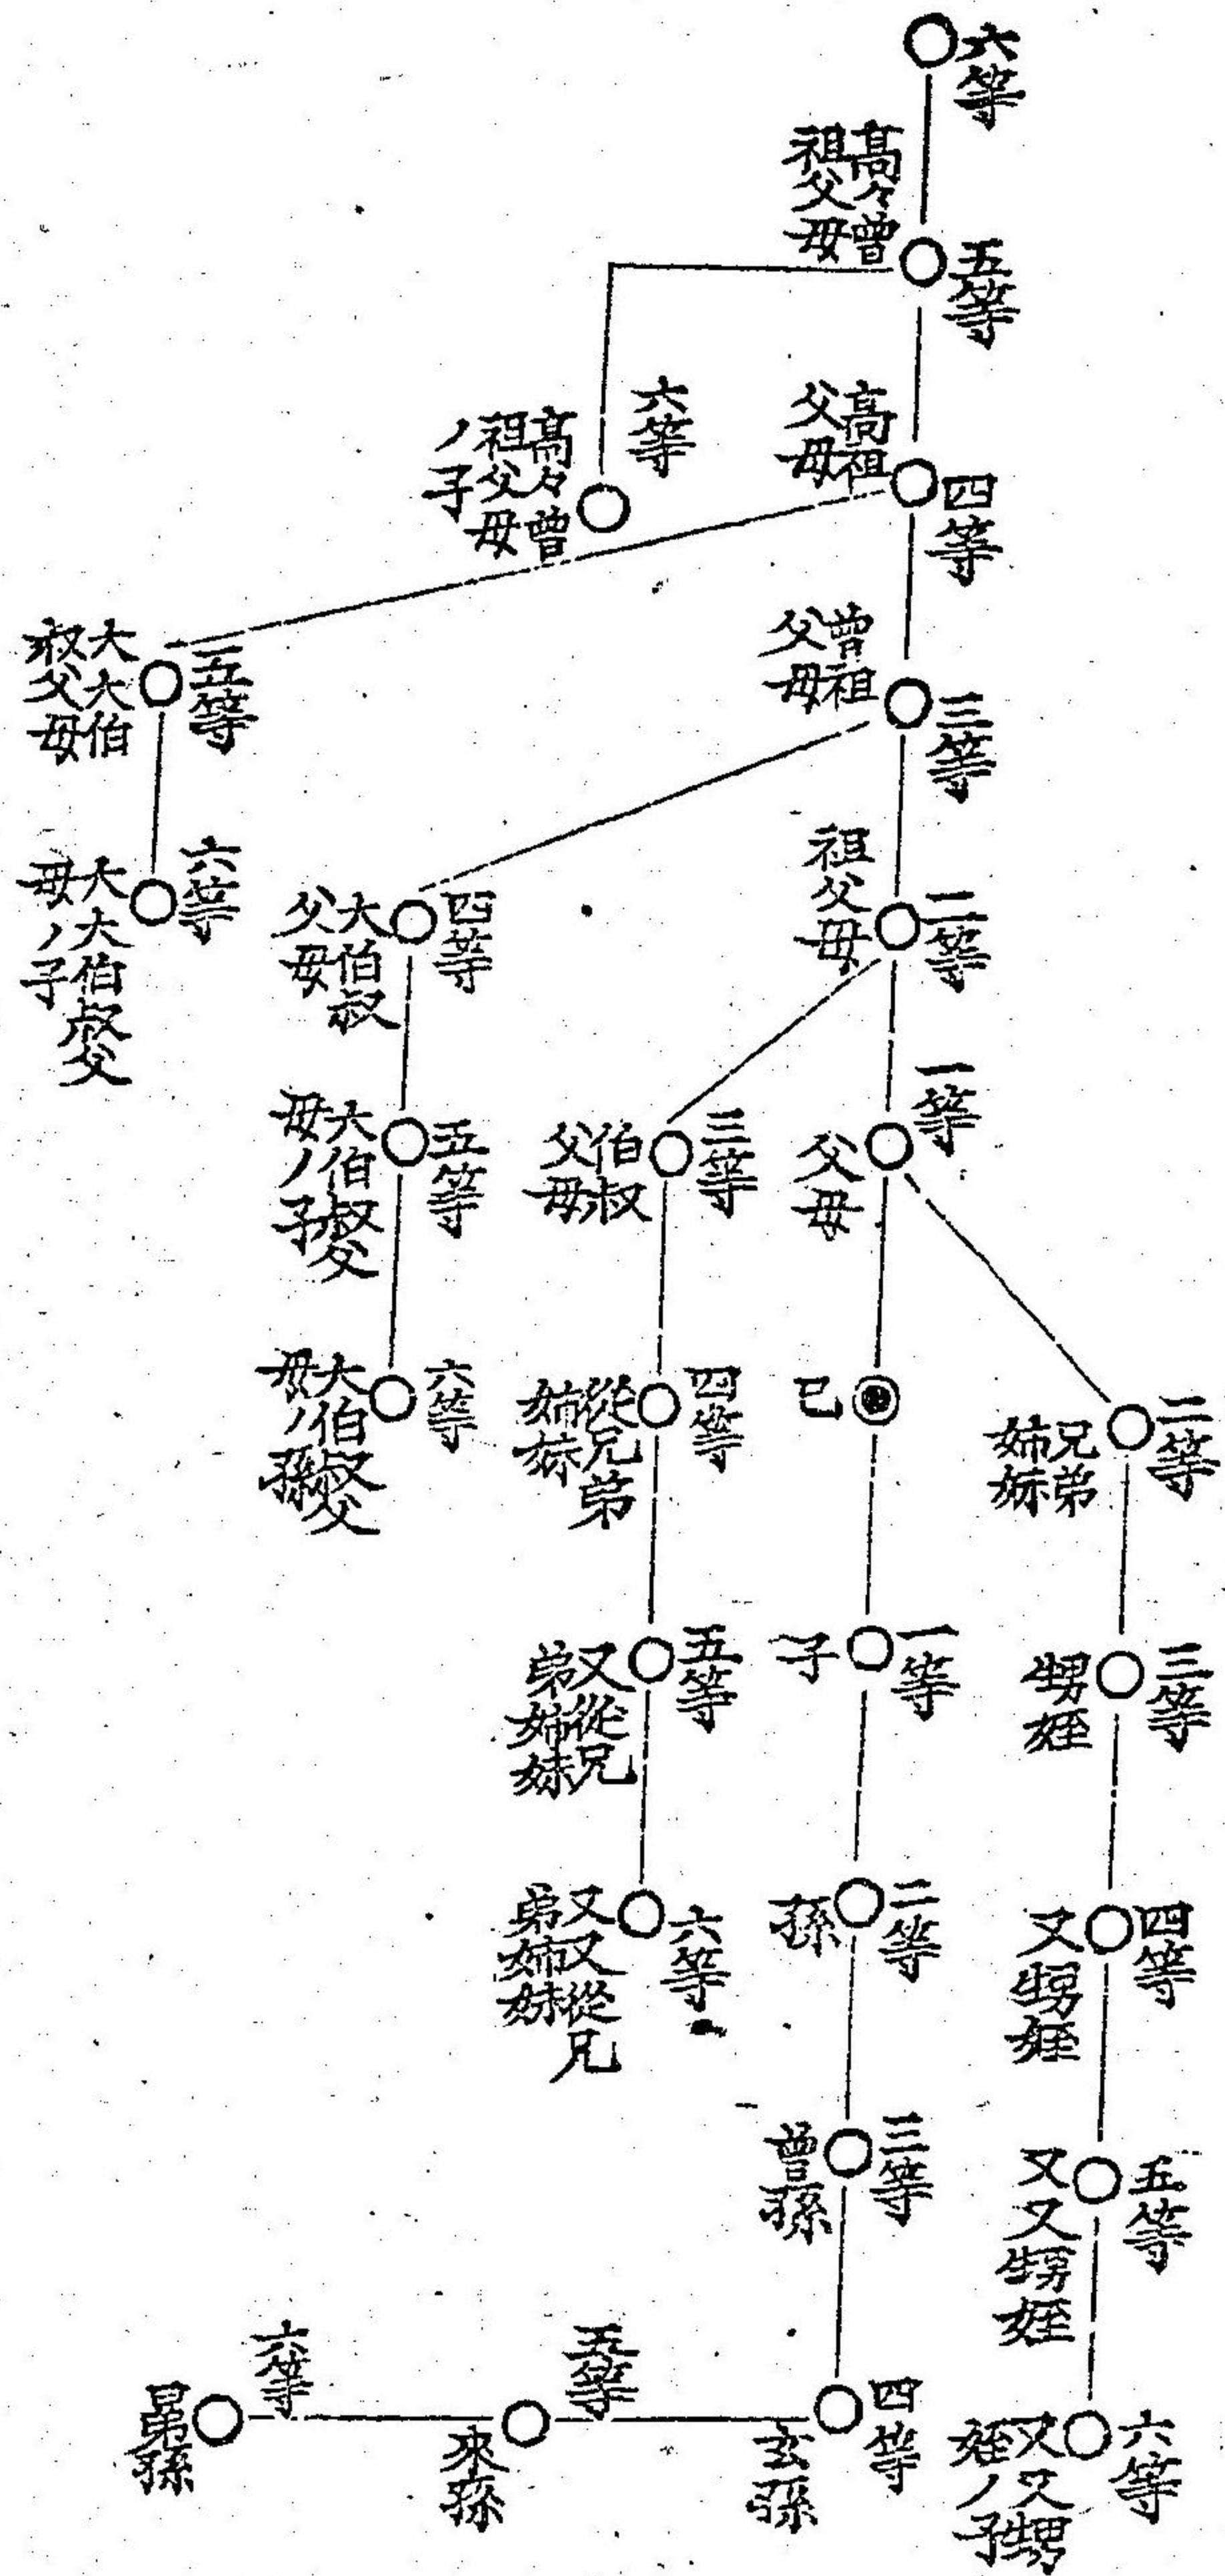 六等
高々曾
祖父母
五等
六等
高々曾
祖父母
ノ子
高祖
父母
四等
曾祖
父母
三等
五等
大大伯
叔父母
六等
大大伯叔父
母ノ子
祖父母
二等
四等
大伯叔
父母
五等
大伯叔父
母ノ子
六等
大伯叔父
母ノ孫
一等
父母
三等
伯叔
父母
四等
從兄弟
姉妹
五等
又從兄
弟姉妹
六等
又又從兄
弟姉妹
己
二等
兄弟
姉妹
三等
甥姪
四等
又甥姪
五等
又又甥姪
六等
又又甥
姪ノ子
一等
子
二等
孫
三等
曾孫
四等
玄孫
五等
來孫
六等
昆孫